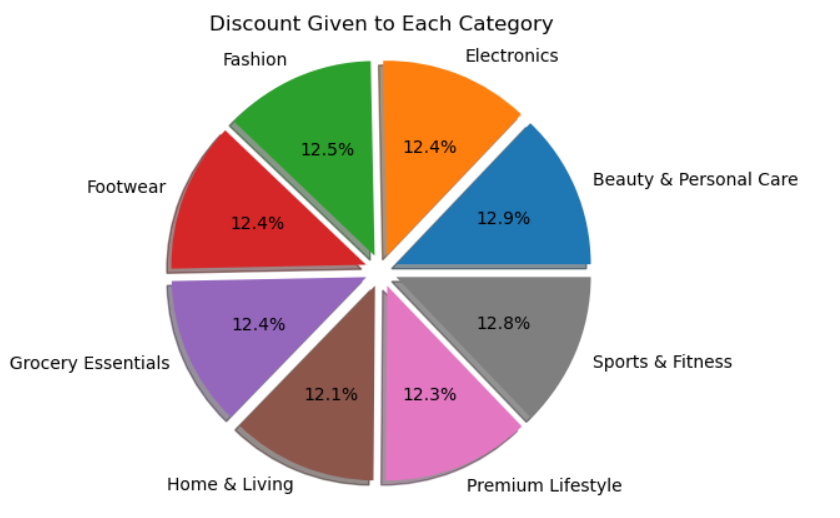 Discount Given to Each Category
Fashion
Electronics
12.5%
12.4%
Footwear
Beauty & Personal Care
12.4%
12.9%
12.4%
12.8%
Grocery Essentials
Sports & Fitness
12.1%
12.3%
Home & Living
Premium Lifestyle